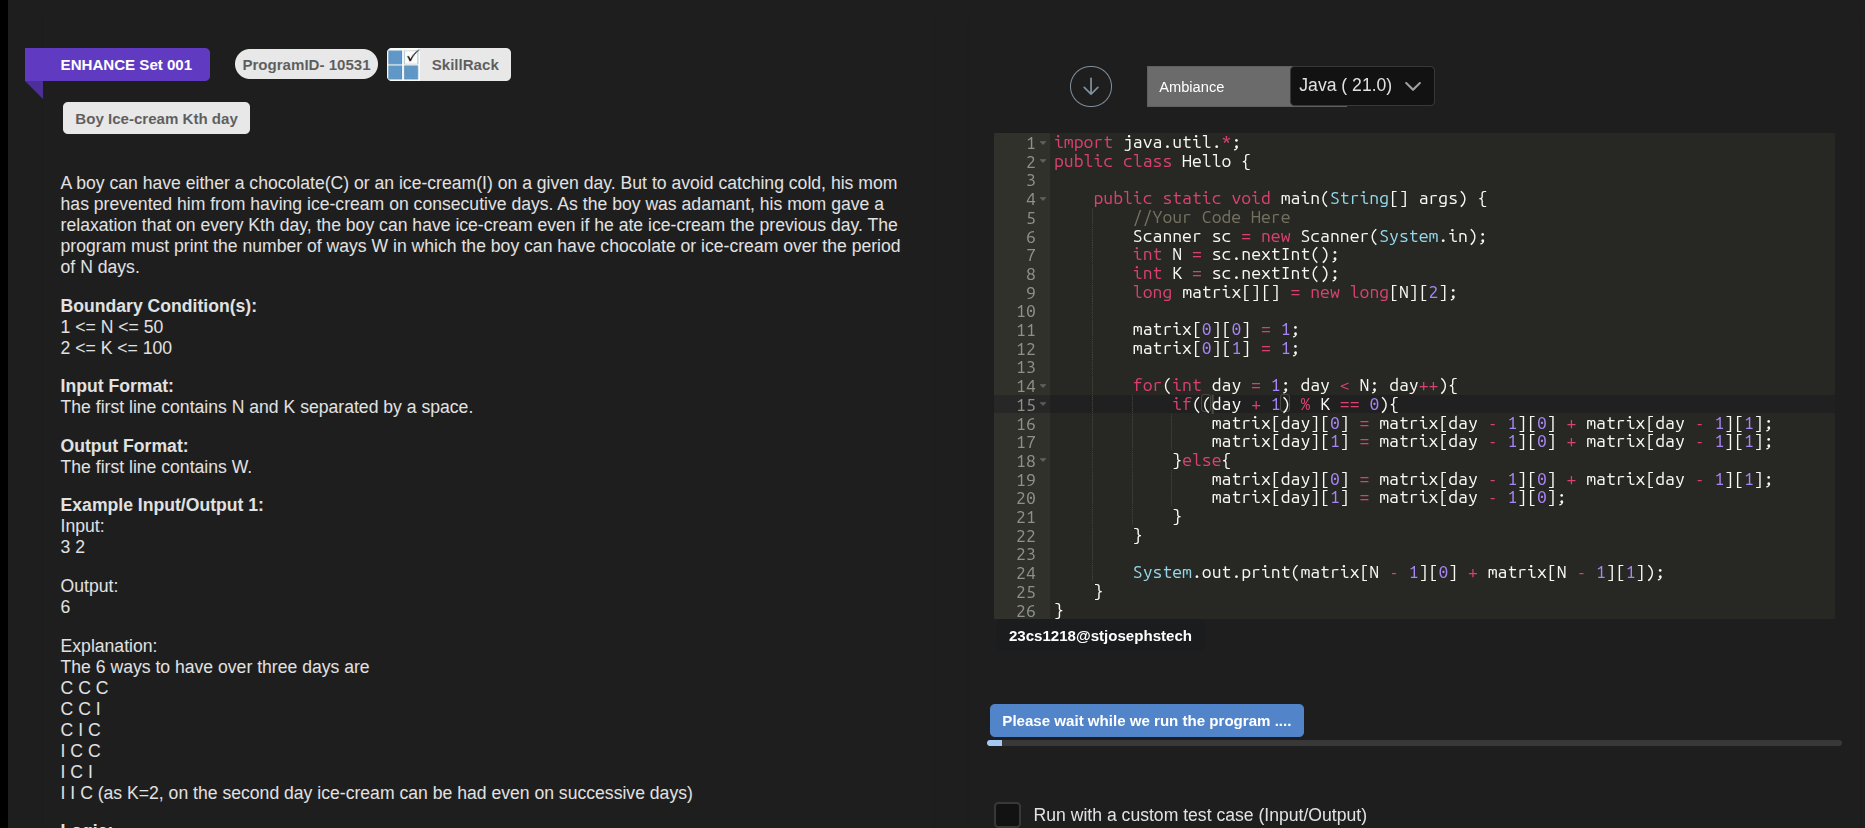 ENHANCE Set 001
ProgramID- 10531
SkillRack
Boy Ice-cream Kth day
A boy can have either a chocolate(C) or an ice-cream(I) on a given day. But to avoid catching cold, his mom
has prevented him from having ice-cream on consecutive days. As the boy was adamant, his mom gave a
relaxation that on every Kth day, the boy can have ice-cream even if he ate ice-cream the previous day. The
program must print the number of ways W in which the boy can have chocolate or ice-cream over the period
of N days.
Boundary Condition(s):
1 <= N <= 50
2 <= K <= 100
Input Format:
The first line contains N and K separated by a space.
Output Format:
The first line contains W.
Example Input/Output 1:
Input:
3 2
Output:
6
Explanation:
The 6 ways to have over three days are
C C C
C C I
C I C
I C C
I C I
I I C (as K=2, on the second day ice-cream can be had even on successive days)
Logic:
Ambiance
Java ( 21.0)
1 import java.util.*;
2 public class Hello {
3
4     public static void main(String[] args) {
5         //Your Code Here
6         Scanner sc = new Scanner(System.in);
7         int N = sc.nextInt();
8         int K = sc.nextInt();
9         long matrix[][] = new long[N][2];
10
11         matrix[0][0] = 1;
12         matrix[0][1] = 1;
13
14         for(int day = 1; day < N; day++){
15             if((day + 1) % K == 0){
16                 matrix[day][0] = matrix[day - 1][0] + matrix[day - 1][1];
17                 matrix[day][1] = matrix[day - 1][0] + matrix[day - 1][1];
18             }else{
19                 matrix[day][0] = matrix[day - 1][0] + matrix[day - 1][1];
20                 matrix[day][1] = matrix[day - 1][0];
21             }
22         }
23
24         System.out.print(matrix[N - 1][0] + matrix[N - 1][1]);
25     }
26 }
23cs1218@stjosephstech
Please wait while we run the program ....
Run with a custom test case (Input/Output)